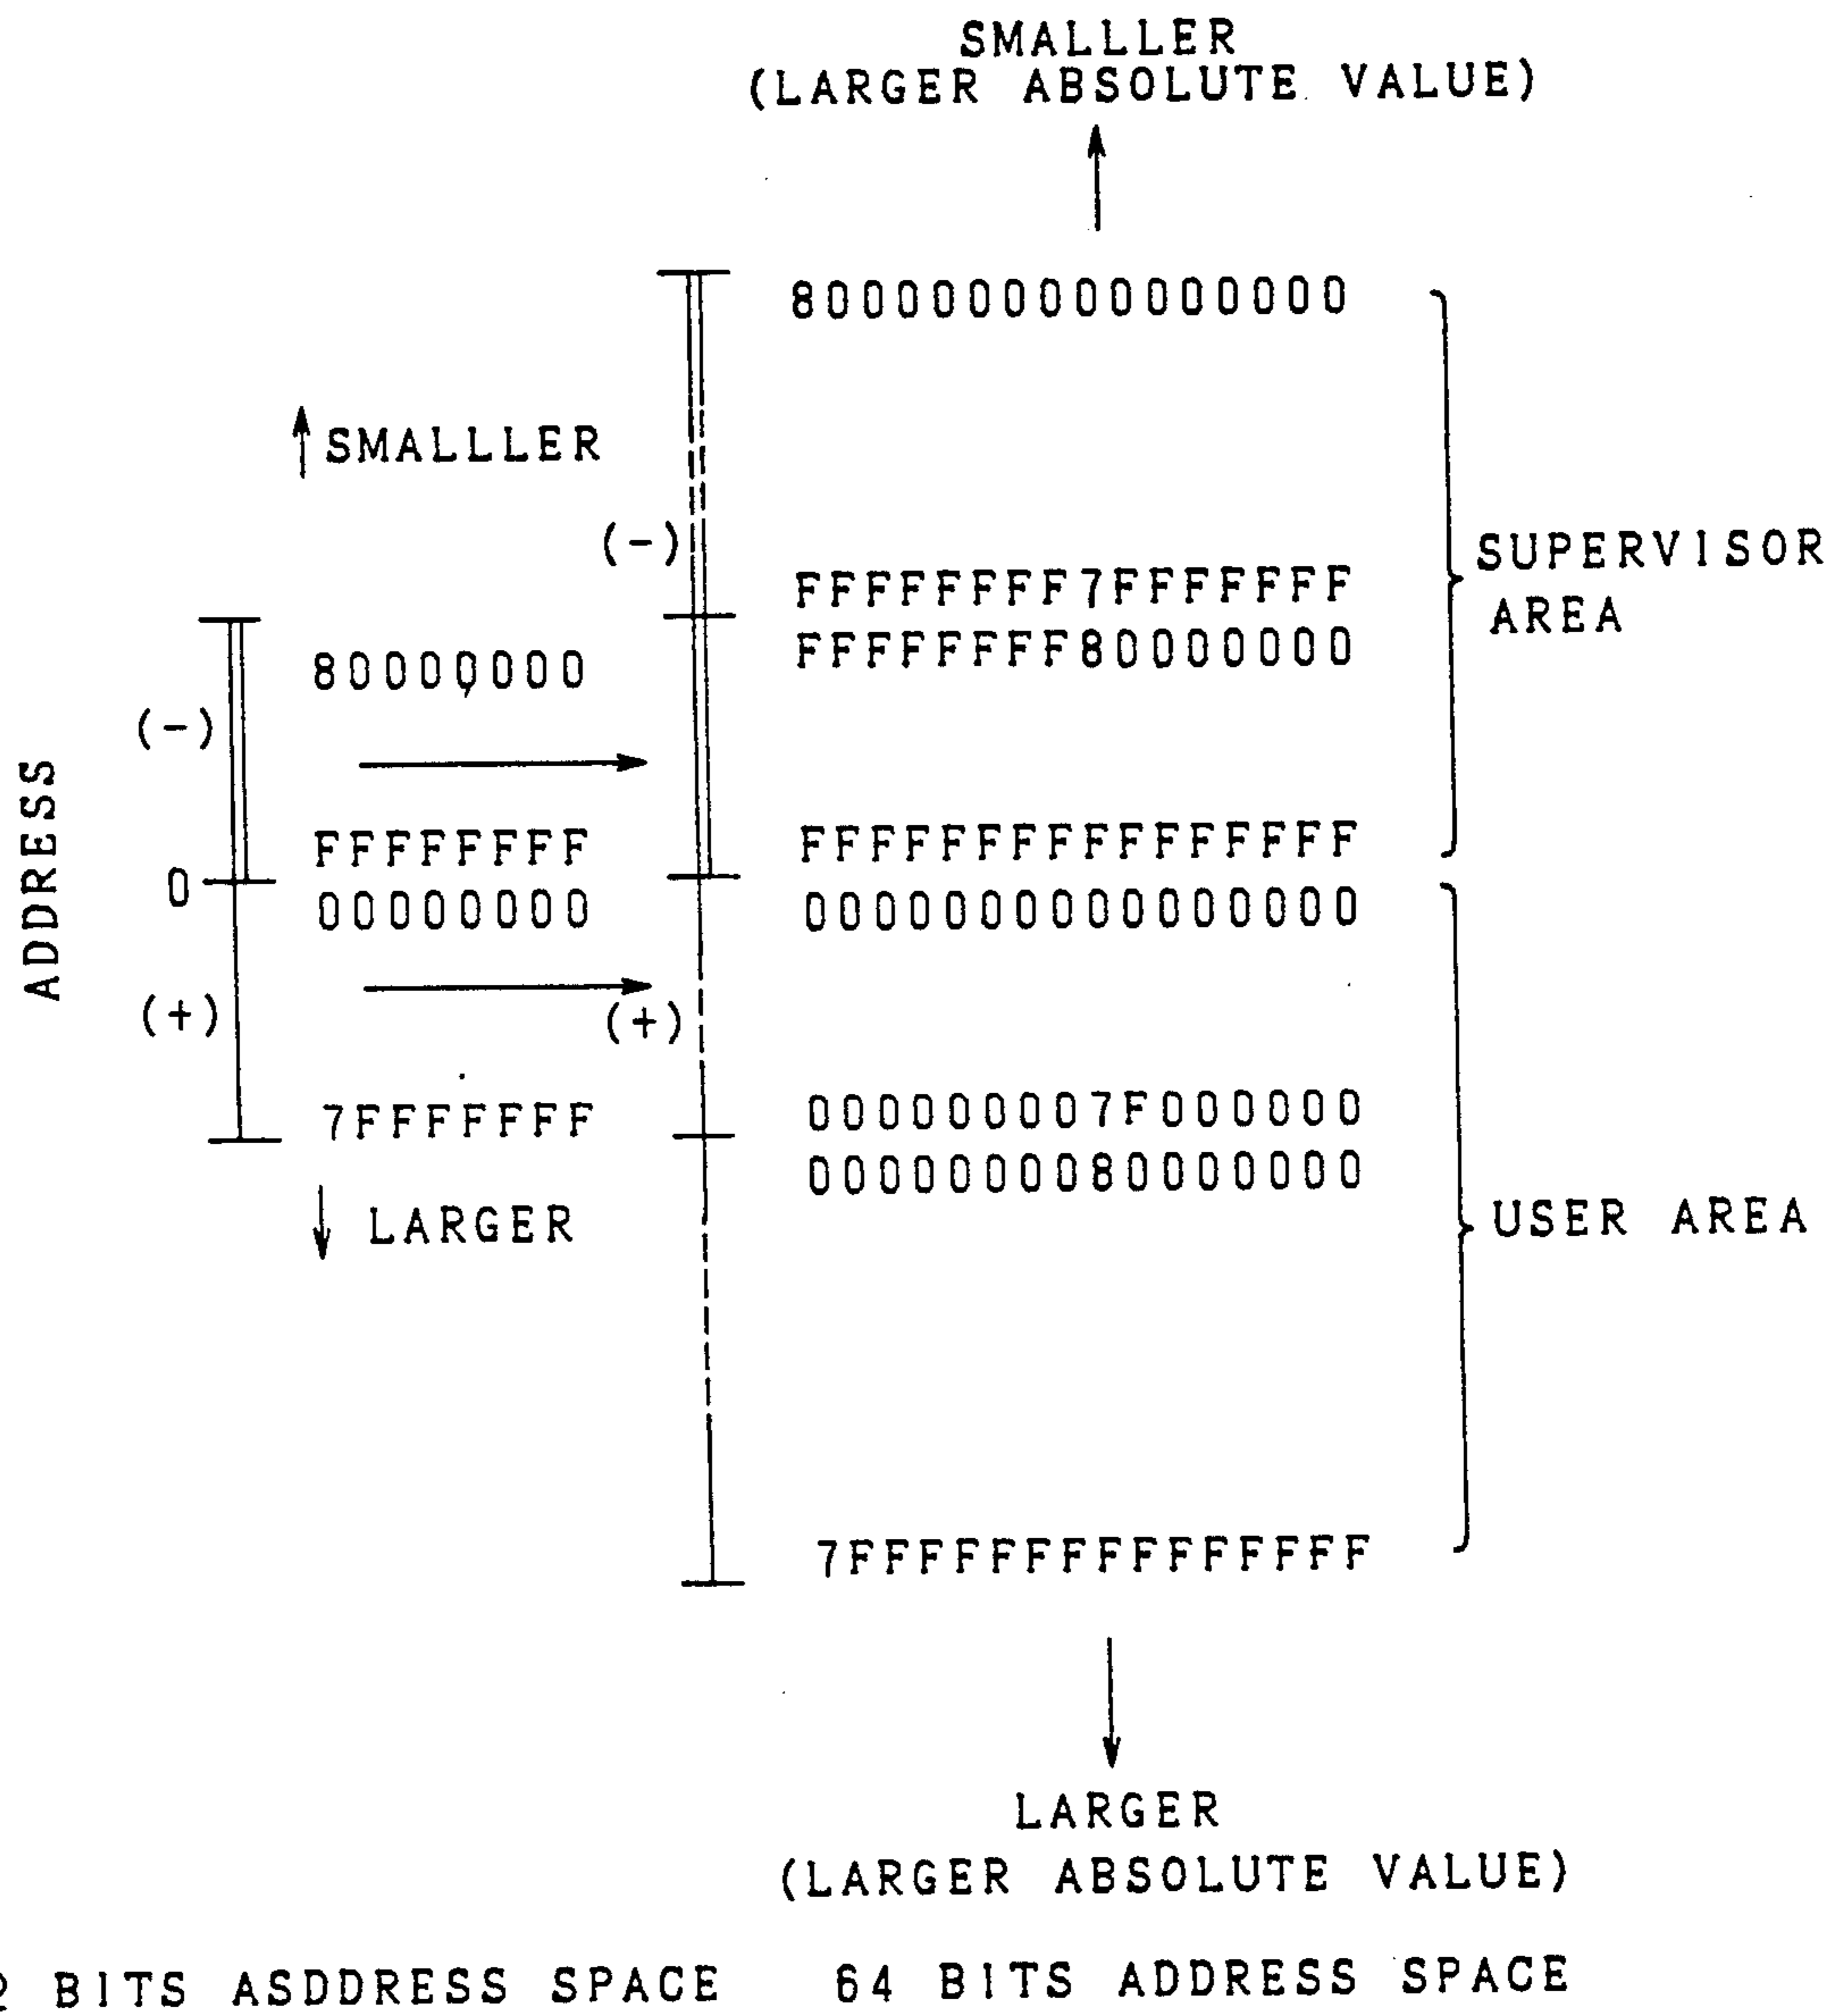 SMALLLER
(LARGER ABSOLUTE VALUE)
8000000000000000
SMALLLER
(-)
FFFFFFFF7FFFFFFF
SUPERVISOR
AREA
FFFFFFFF80000000
80000000
(-)
ADDRESS
FFFFFFFF
FFFFFFFFFFFFFFFF
0
00000000
0000000000000000
(+)
(+)
7FFFFFFF
000000007F000000
0000000080000000
LARGER
USER AREA
7FFFFFFFFFFFFFFF
LARGER
(LARGER ABSOLUTE VALUE)
2 BITS ASDDRESS SPACE
64 BITS ADDRESS SPACE